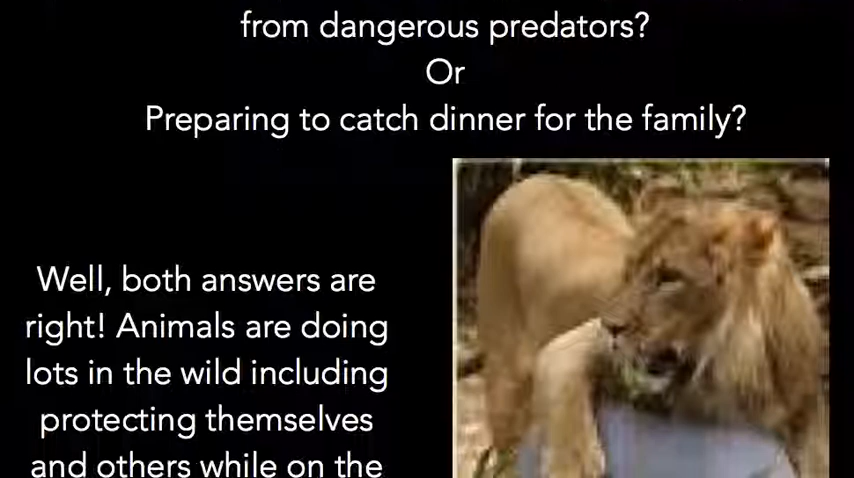 from dangerous predators?
Or
Preparing to catch dinner for the family?
Well, both answers are
right! Animals are doing
lots in the wild including
protecting themselves
and others while on the